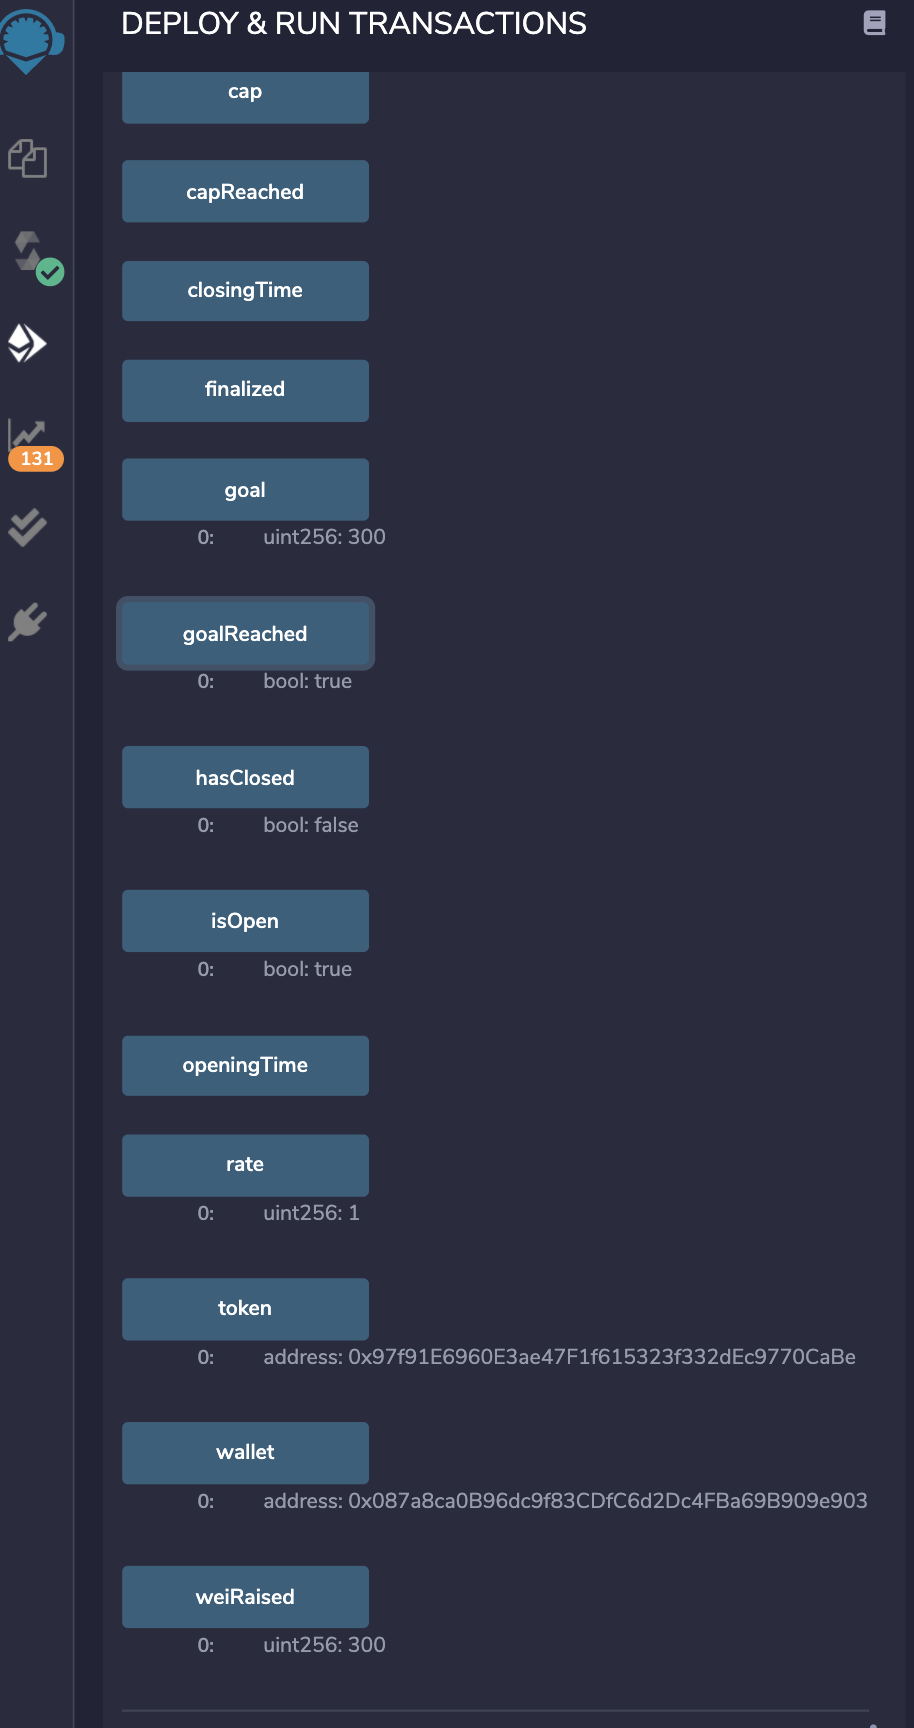 DEPLOY & RUN TRANSACTIONS
cap
capReached
closingTime
finalized
131
goal
0: uint256: 300
goalReached
0: bool: true
hasClosed
0: bool: false
isOpen
0: bool: true
openingTime
rate
0: uint256: 1
token
0: address: 0x97f91E6960E3ae47F1f615323f332dEc9770CaBe
wallet
0: address: 0x087a8ca0B96dc9f83CDfC6d2Dc4FBa69B909e903
weiRaised
0: uint256: 300